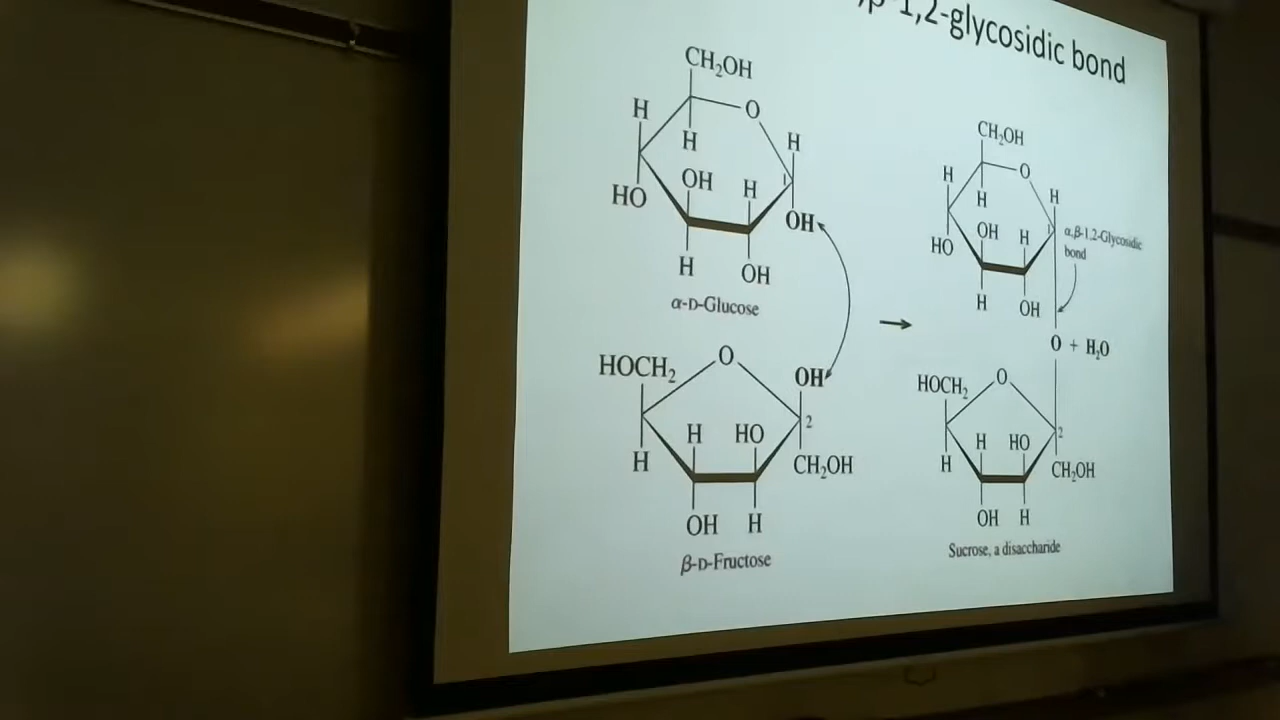 ,β-1,2-glycosidic bond
CH₂OH
O
H
H
H
OH
H
1
HO
OH
H
OH
α-D-Glucose
HOCH₂
O
OH
2
H
HO
H
CH₂OH
OH
H
β-D-Fructose
→
CH₂OH
O
H
H
H
OH
H
1
HO
α,β-1,2-Glycosidic
bond
H
OH
O + H₂O
HOCH₂
O
2
H
HO
H
CH₂OH
OH
H
Sucrose, a disaccharide